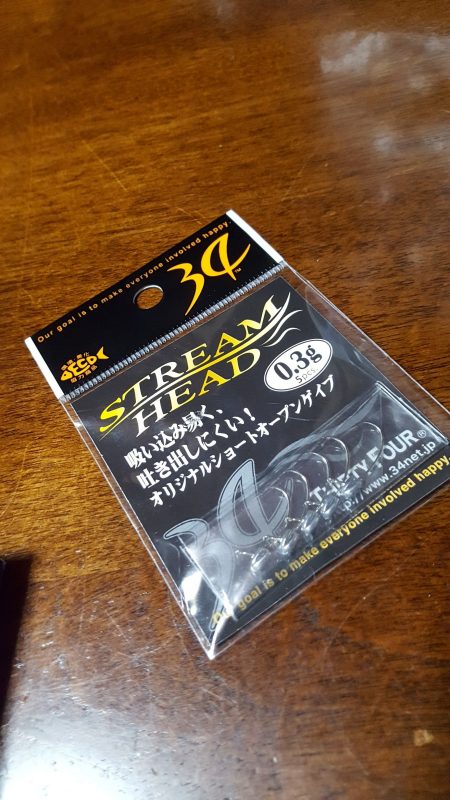 Our goal is to make everyone involved happy.
34™
ECO
STREAM
HEAD
0.3g
5pcs
吸い込み易く、
吐き出しにくい!
オリジナルショートオープンゲイプ
34
THIRTY FOUR®
http://www.34net.jp
Our goal is to make everyone involved happy.